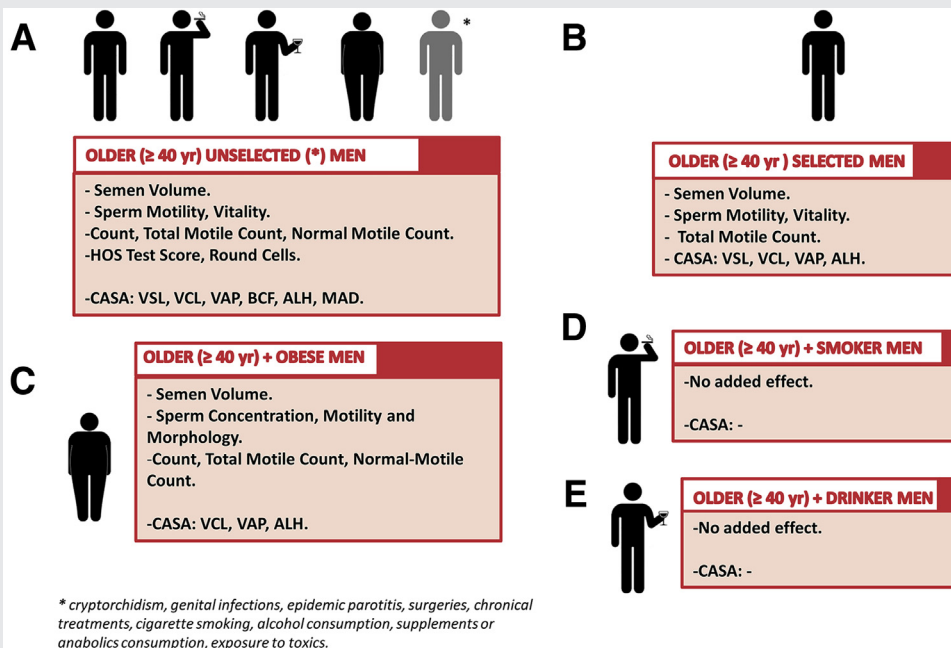 A
*
OLDER (≥ 40 yr) UNSELECTED (*) MEN
- Semen Volume.
- Sperm Motility, Vitality.
-Count, Total Motile Count, Normal Motile Count.
-HOS Test Score, Round Cells.
-CASA: VSL, VCL, VAP, BCF, ALH, MAD.
B
OLDER (≥ 40 yr ) SELECTED MEN
- Semen Volume.
- Sperm Motility, Vitality.
- Total Motile Count.
- CASA: VSL, VCL, VAP, ALH.
C
OLDER (≥ 40 yr) + OBESE MEN
- Semen Volume.
- Sperm Concentration, Motility and
Morphology.
-Count, Total Motile Count, Normal-Motile
Count.
-CASA: VCL, VAP, ALH.
D
OLDER (≥ 40 yr) + SMOKER MEN
-No added effect.
-CASA: -
E
OLDER (≥ 40 yr) + DRINKER MEN
-No added effect.
-CASA: -
* cryptorchidism, genital infections, epidemic parotitis, surgeries, chronical
treatments, cigarette smoking, alcohol consumption, supplements or
anabolics consumption, exposure to toxics.